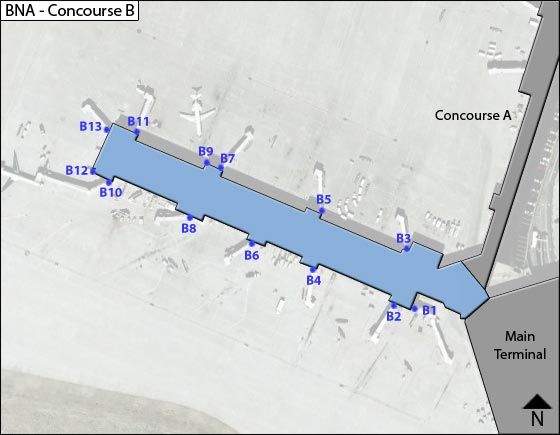 BNA - Concourse B
Concourse A
B13
B11
B9
B7
B12
B10
B5
B8
B3
B6
B4
B2
B1
Main
Terminal
N